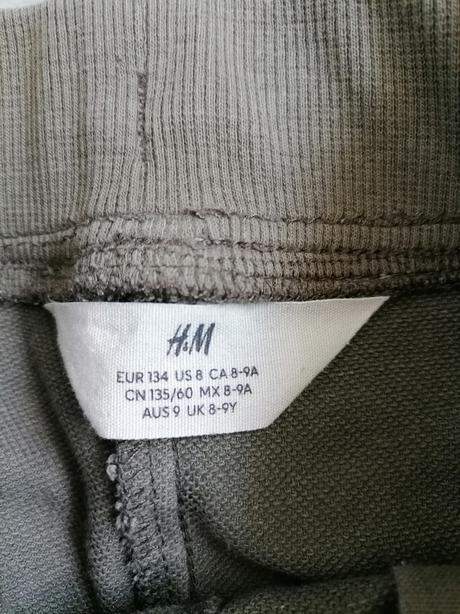 H&M
EUR 134 US 8 CA 8-9A
CN 135/60 MX 8-9A
AUS 9 UK 8-9Y